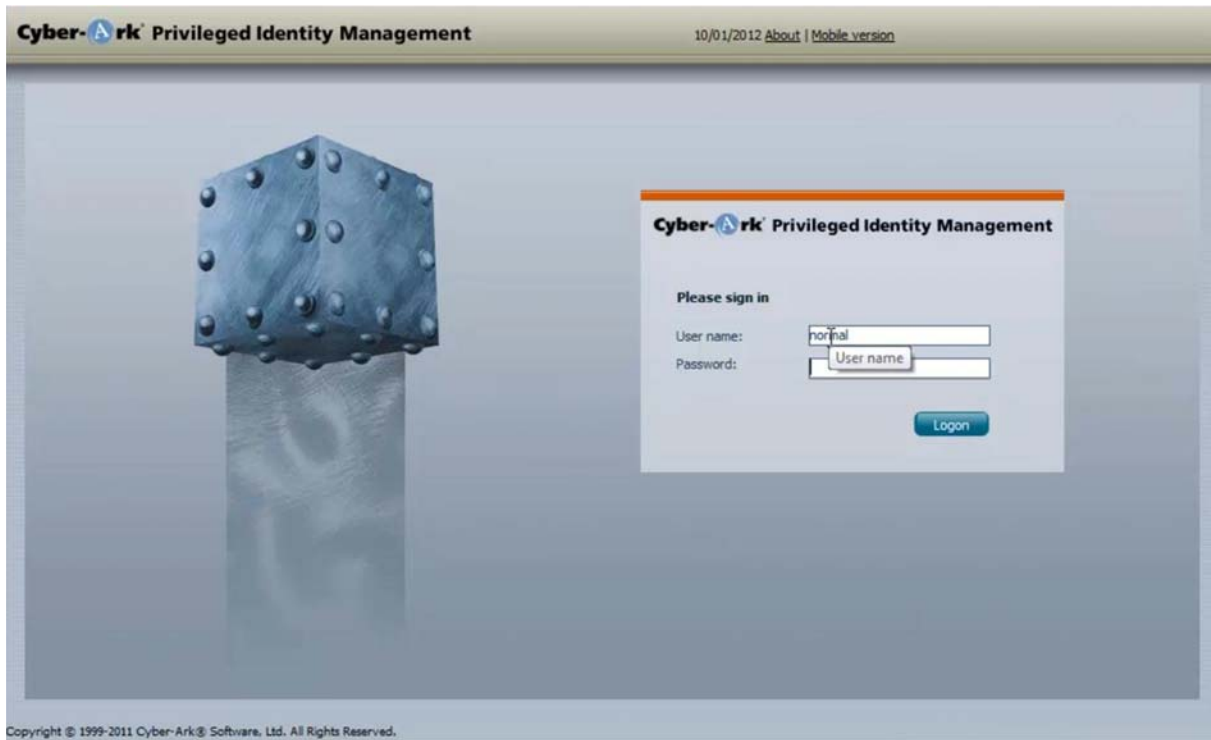 Cyber-Ark® Privileged Identity Management
10/01/2012 About | Mobile version
Cyber-Ark® Privileged Identity Management
Please sign in
User name:
normal
User name
Password:
Logon
Copyright © 1999-2011 Cyber-Ark® Software, Ltd. All Rights Reserved.